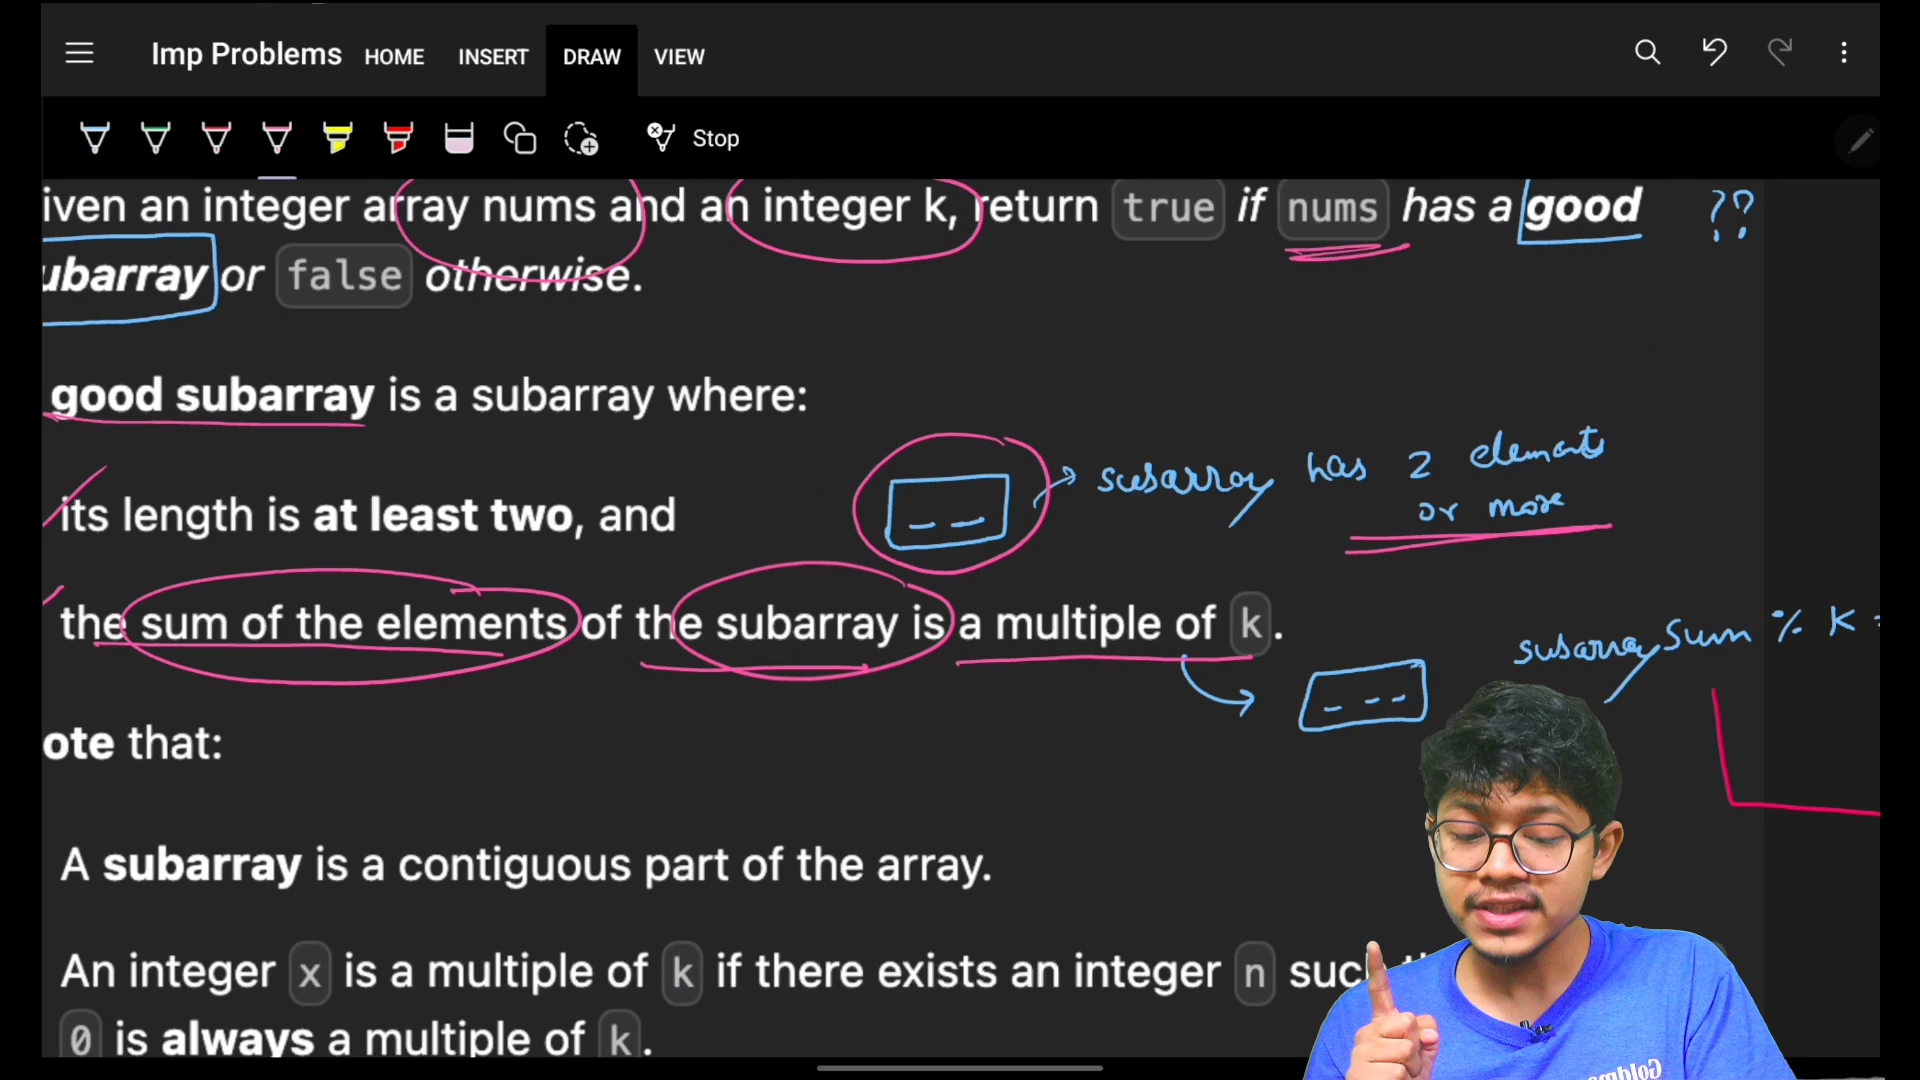 Imp Problems HOME INSERT DRAW VIEW
Stop
iven an integer array nums and an integer k, return true if nums has a good ??
ubarray or false otherwise.
good subarray is a subarray where:
subarray has 2 elements
or more
its length is at least two, and
the sum of the elements of the subarray is a multiple of k.
subarray sum % K
ote that:
A subarray is a contiguous part of the array.
An integer x is a multiple of k if there exists an integer n such
0 is always a multiple of k.